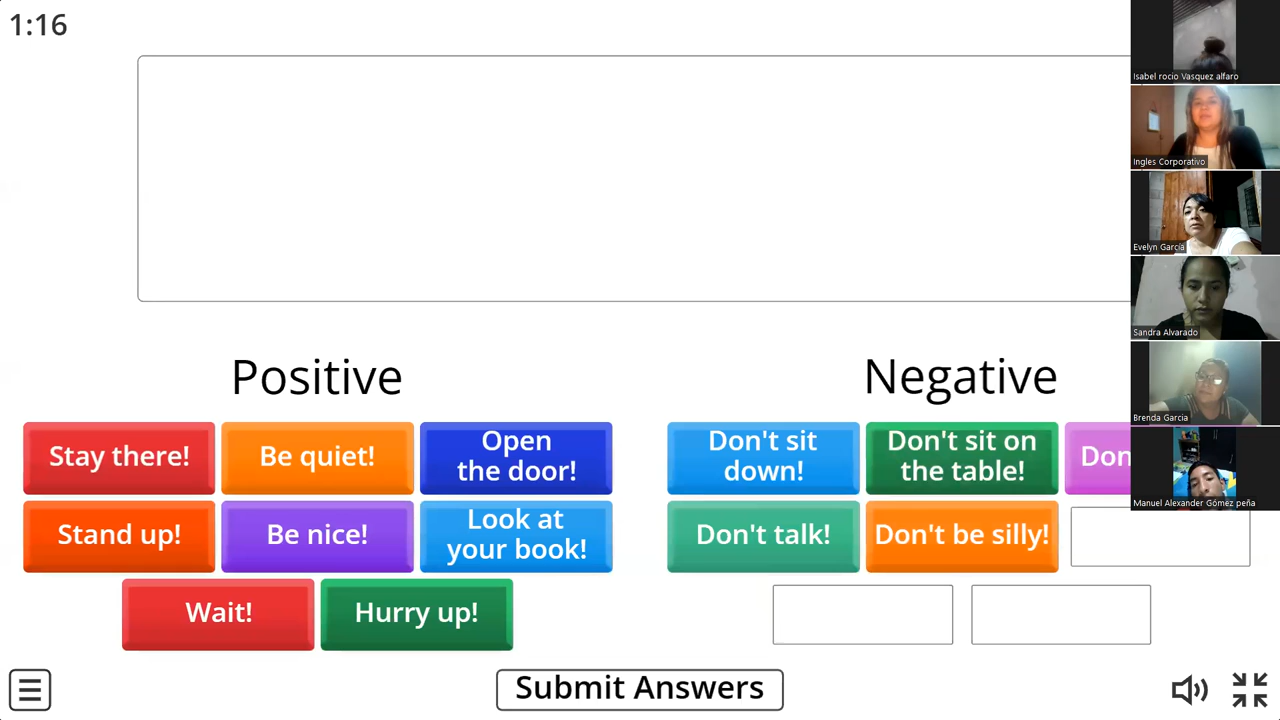 1:16
Isabel rocio Vasquez alfaro
Ingles Corporativo
Evelyn Garcia
Sandra Alvarado
Brenda Garcia
Manuel Alexander Gómez peña
Positive
Negative
Stay there!
Be quiet!
Open
the door!
Don't sit
down!
Don't sit on
the table!
Don
Stand up!
Be nice!
Look at
your book!
Don't talk!
Don't be silly!
Wait!
Hurry up!
Submit Answers